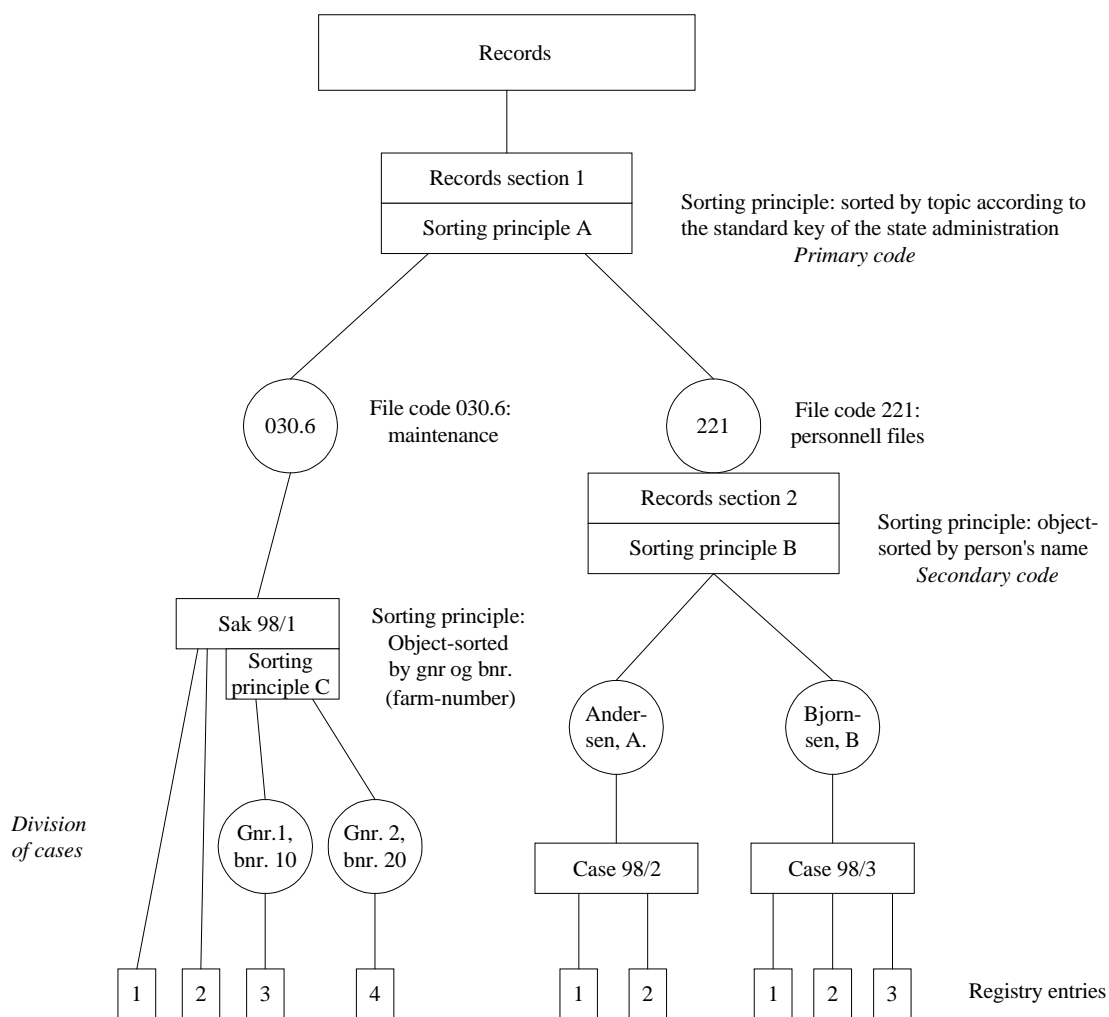 Records
Records section 1
Sorting principle A
Sorting principle: sorted by topic according to
the standard key of the state administration
Primary code
030.6
File code 030.6:
maintenance
221
File code 221:
personnell files
Records section 2
Sorting principle B
Sorting principle: object-
sorted by person's name
Secondary code
Sak 98/1
Sorting
principle C
Sorting principle:
Object-sorted
by gnr og bnr.
(farm-number)
Ander-
sen, A.
Bjorn-
sen, B
Division
of cases
Gnr.1,
bnr. 10
Gnr. 2,
bnr. 20
Case 98/2
Case 98/3
1
2
3
4
1
2
1
2
3
Registry entries